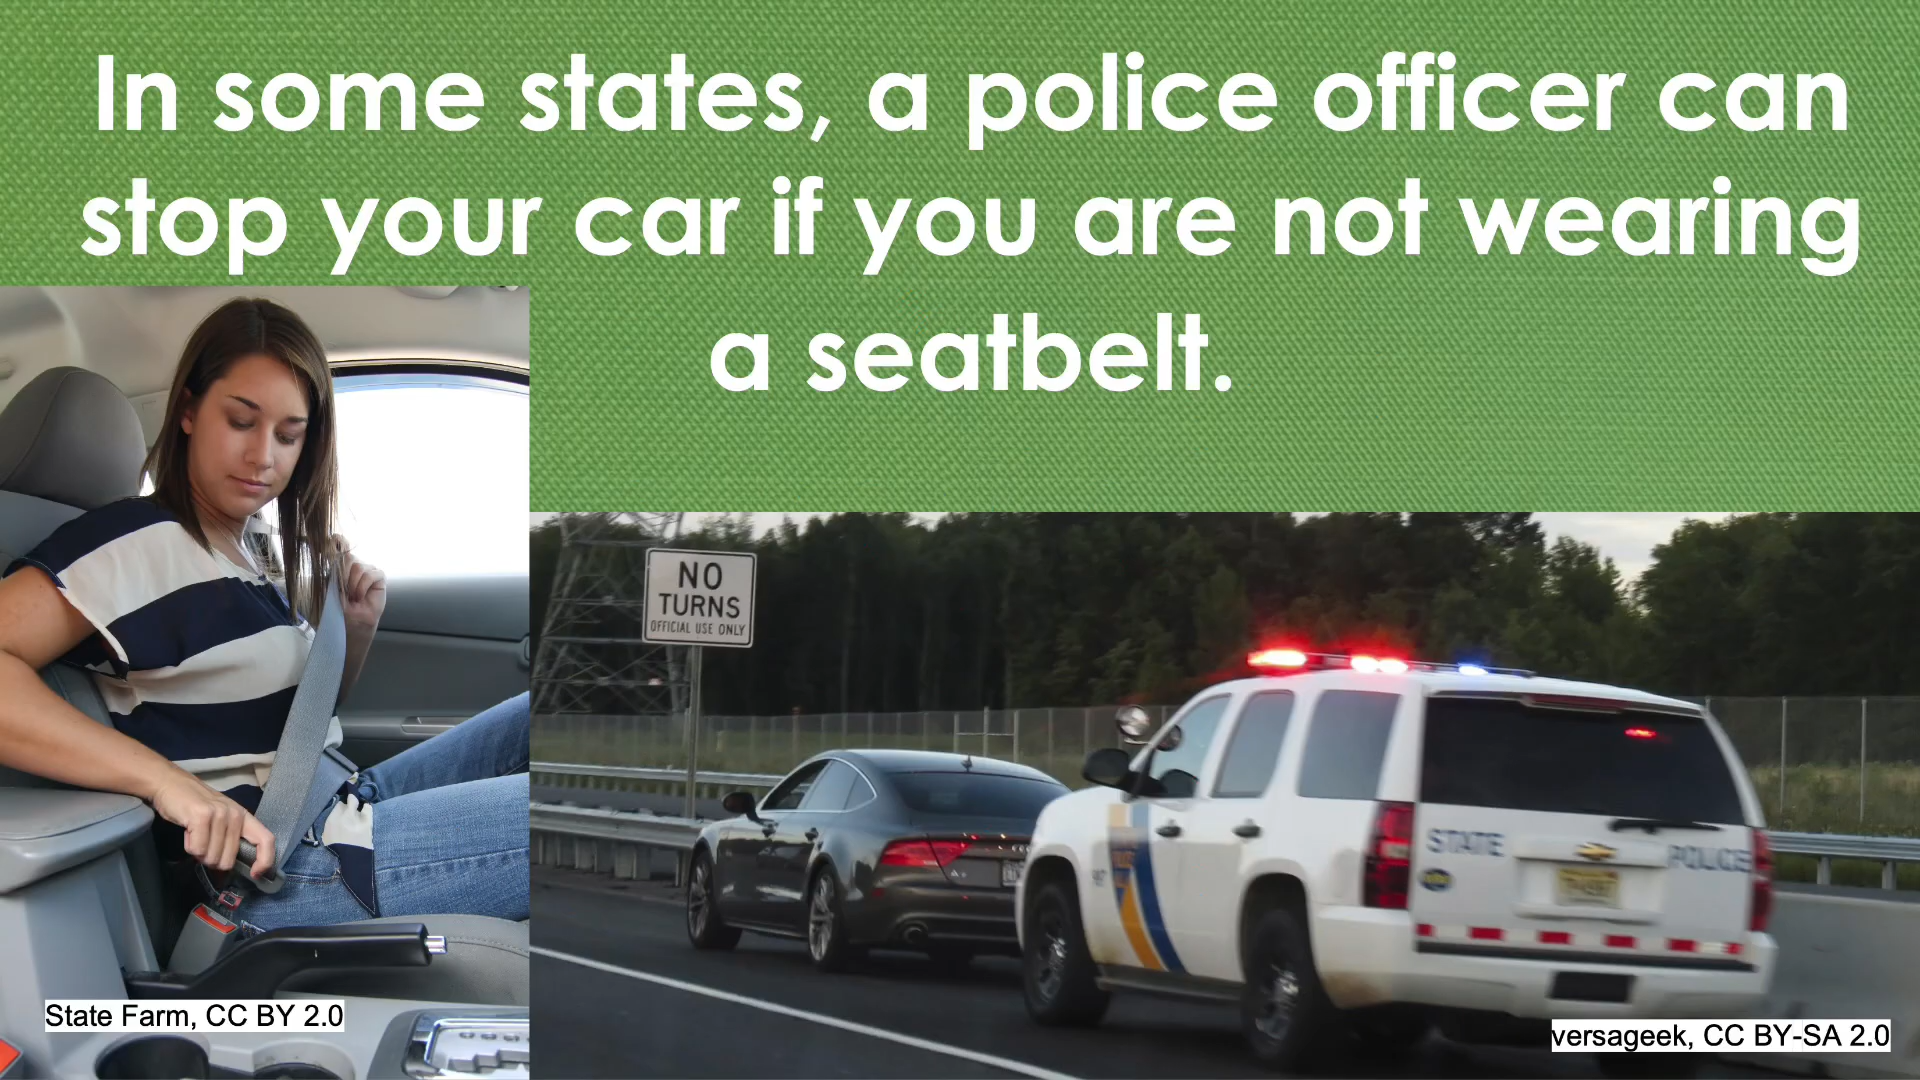 In some states, a police officer can
stop your car if you are not wearing
a seatbelt.
NO
TURNS
OFFICIAL USE ONLY
STATE POLICE
State Farm, CC BY 2.0
versageek, CC BY-SA 2.0